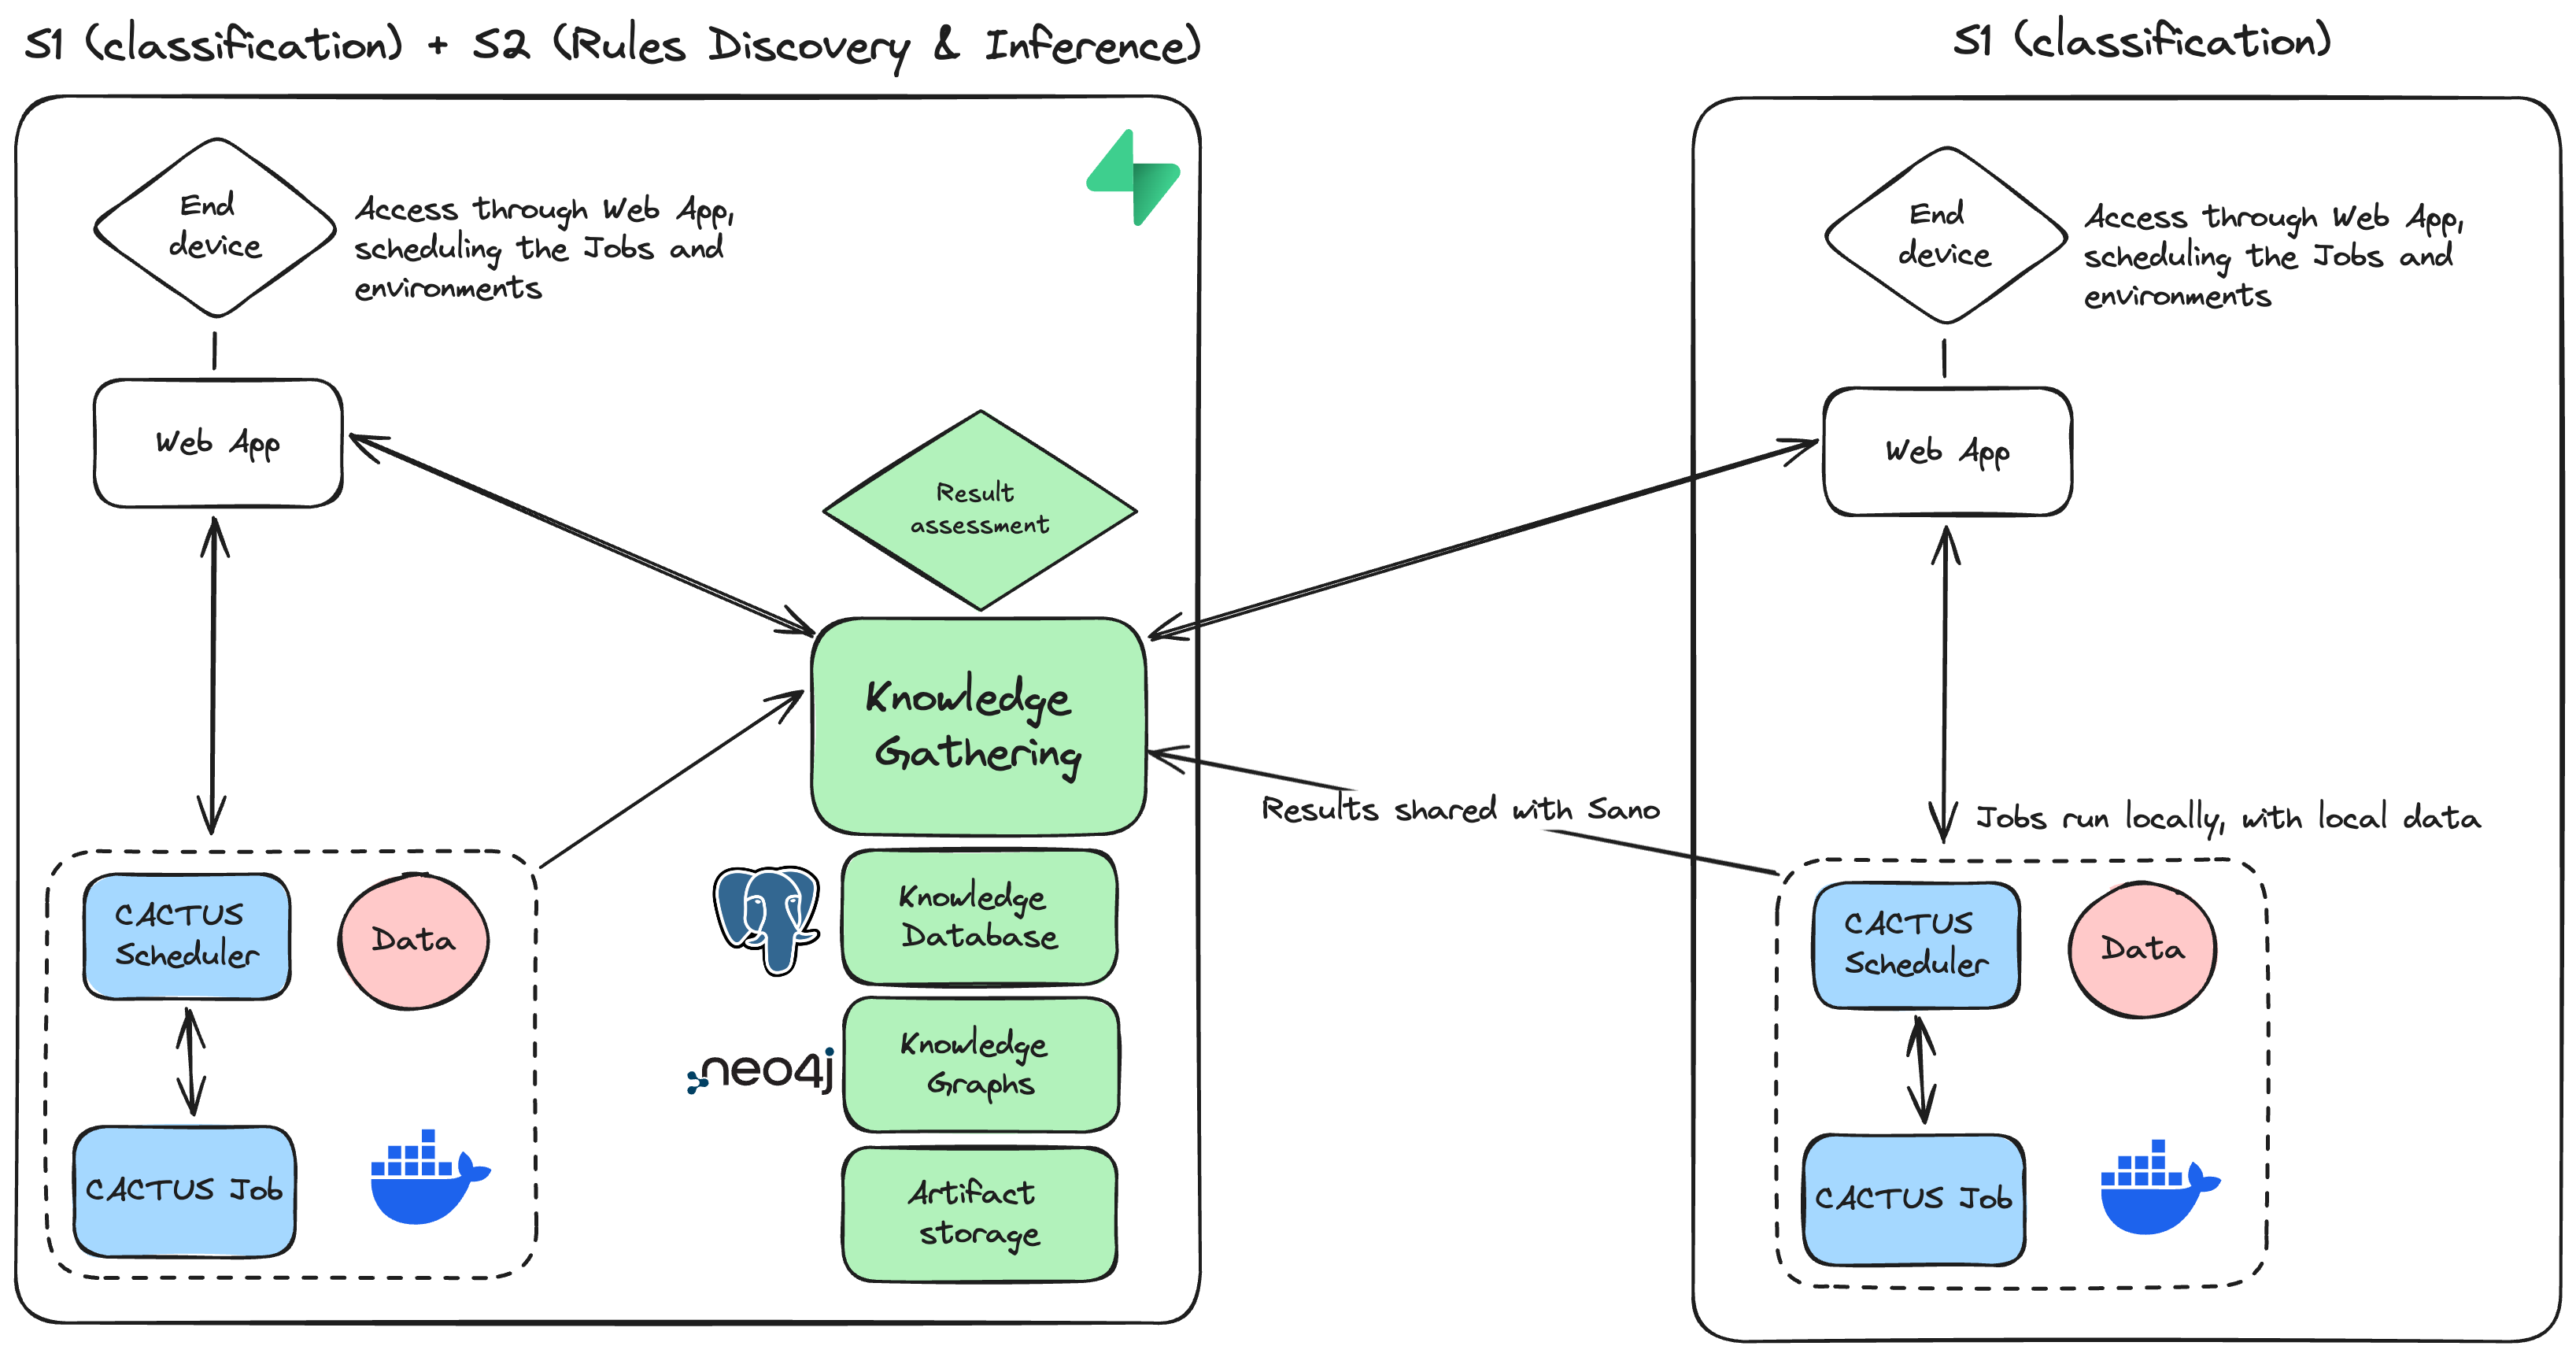 S1 (classification) + S2 (Rules Discovery & Inference)
End
device
Access through Web App,
scheduling the Jobs and
environments
Web App
Result
assessment
Knowledge
Gathering
CACTUS
Scheduler
Data
CACTUS Job
Knowledge
Database
neo4j
Knowledge
Graphs
Artifact
storage
Results shared with Sano
S1 (classification)
End
device
Access through Web App,
scheduling the Jobs and
environments
Web App
Jobs run locally, with local data
CACTUS
Scheduler
Data
CACTUS Job